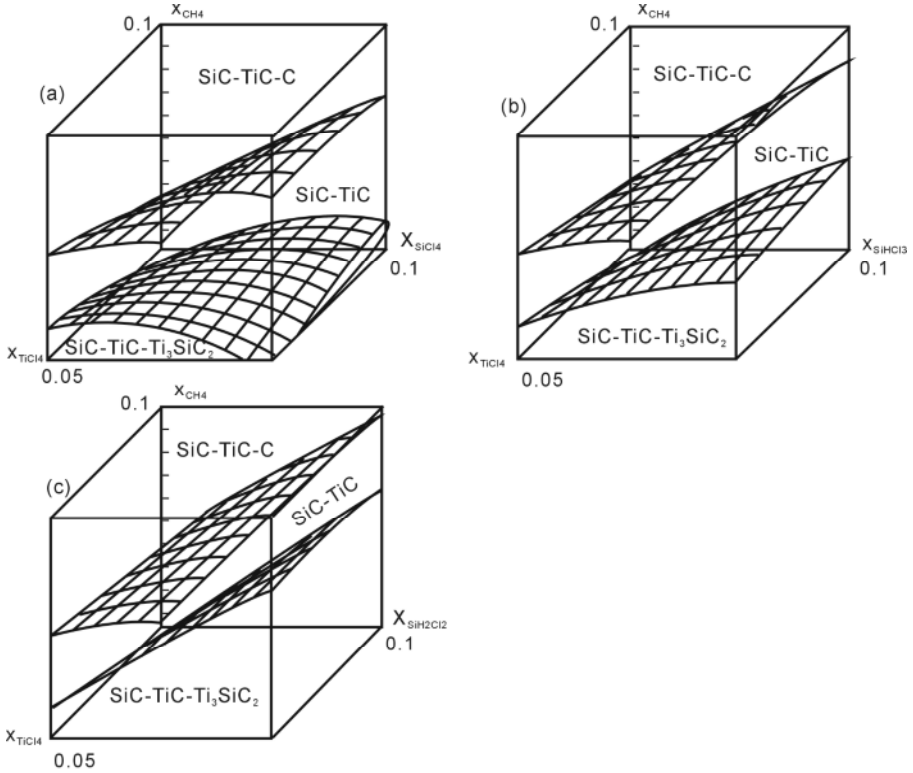 x_CH4
0.1
SiC-TiC-C
(a)
SiC-TiC
X_SiCl4
0.1
SiC-TiC-Ti₃SiC₂
x_TiCl4
0.05
x_CH4
0.1
SiC-TiC-C
(b)
SiC-TiC
x_SiHCl3
0.1
SiC-TiC-Ti₃SiC₂
x_TiCl4
0.05
x_CH4
0.1
SiC-TiC-C
(c)
SiC-TiC
X_SiH2Cl2
0.1
SiC-TiC-Ti₃SiC₂
x_TiCl4
0.05